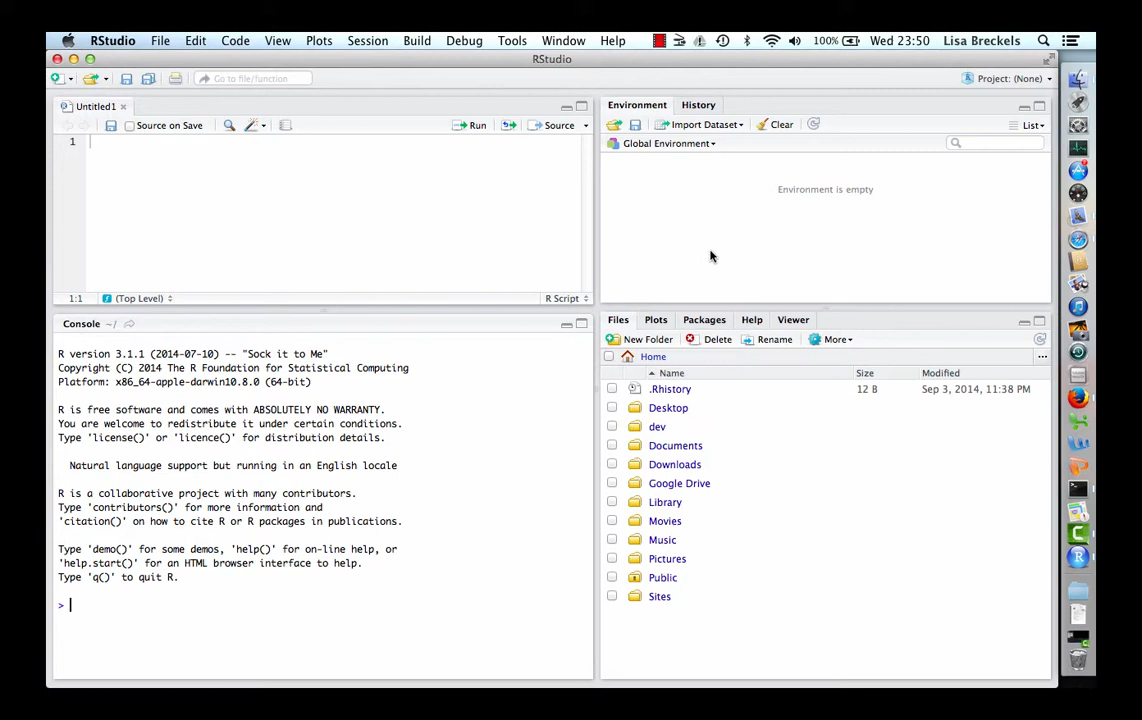 RStudio File Edit Code View Plots Session Build Debug Tools Window Help 100% Wed 23:50 Lisa Breckels
RStudio
Go to file/function Project: (None)
Untitled1
Source on Save Run Source
1
1:1 (Top Level) R Script
Console ~/
R version 3.1.1 (2014-07-10) -- "Sock it to Me"
Copyright (C) 2014 The R Foundation for Statistical Computing
Platform: x86_64-apple-darwin10.8.0 (64-bit)
R is free software and comes with ABSOLUTELY NO WARRANTY.
You are welcome to redistribute it under certain conditions.
Type 'license()' or 'licence()' for distribution details.
Natural language support but running in an English locale
R is a collaborative project with many contributors.
Type 'contributors()' for more information and
'citation()' on how to cite R or R packages in publications.
Type 'demo()' for some demos, 'help()' for on-line help, or
'help.start()' for an HTML browser interface to help.
Type 'q()' to quit R.
>
Environment History
Import Dataset Clear List
Global Environment
Environment is empty
Files Plots Packages Help Viewer
New Folder Delete Rename More
Home ...
Name Size Modified
.Rhistory 12 B Sep 3, 2014, 11:38 PM
Desktop
dev
Documents
Downloads
Google Drive
Library
Movies
Music
Pictures
Public
Sites